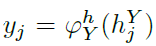 y_j = φ_Y^h(h_j^Y)